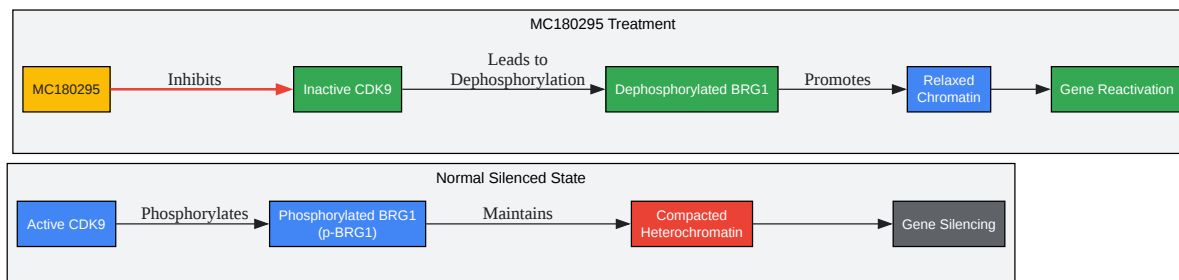 MC180295 Treatment
MC180295
Inhibits
Inactive CDK9
Leads to
Dephosphorylation
Dephosphorylated BRG1
Promotes
Relaxed
Chromatin
Gene Reactivation
Normal Silenced State
Active CDK9
Phosphorylates
Phosphorylated BRG1
(p-BRG1)
Maintains
Compacted
Heterochromatin
Gene Silencing